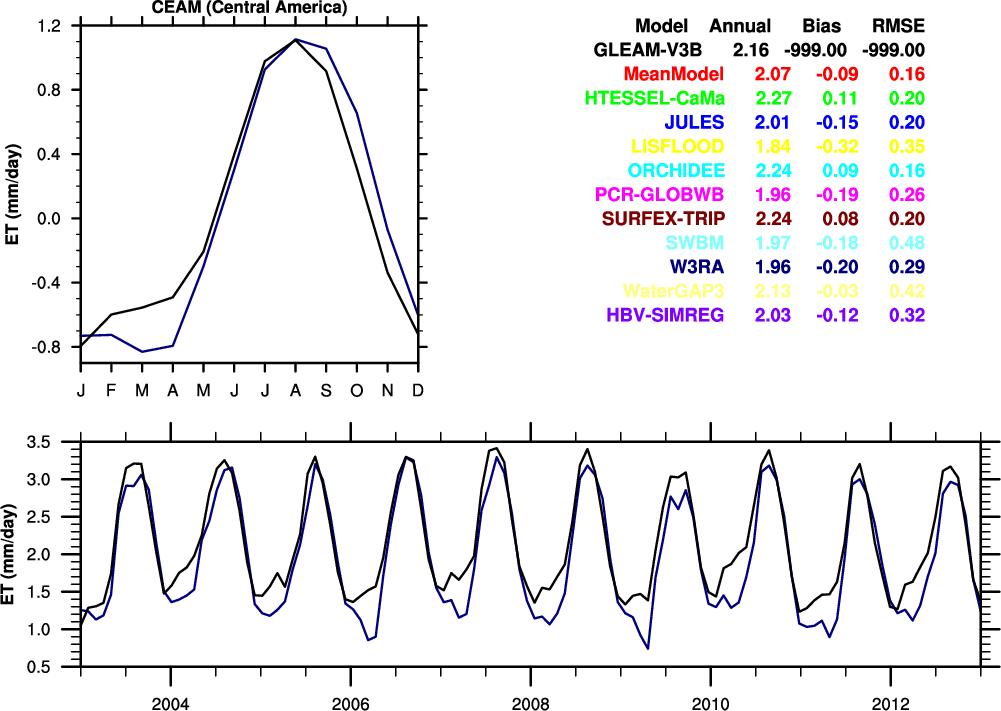 CEAM (Central America)
ET (mm/day)
1.2
0.8
0.4
0.0
-0.4
-0.8
J F M A M J J A S O N D
Model Annual Bias RMSE
GLEAM-V3B 2.16 -999.00 -999.00
MeanModel 2.07 -0.09 0.16
HTESSEL-CaMa 2.27 0.11 0.20
JULES 2.01 -0.15 0.20
LISFLOOD 1.84 -0.32 0.35
ORCHIDEE 2.24 0.09 0.16
PCR-GLOBWB 1.96 -0.19 0.26
SURFEX-TRIP 2.24 0.08 0.20
SWBM 1.97 -0.18 0.48
W3RA 1.96 -0.20 0.29
WaterGAP3 2.13 -0.03 0.42
HBV-SIMREG 2.03 -0.12 0.32
ET (mm/day)
3.5
3.0
2.5
2.0
1.5
1.0
0.5
2004 2006 2008 2010 2012